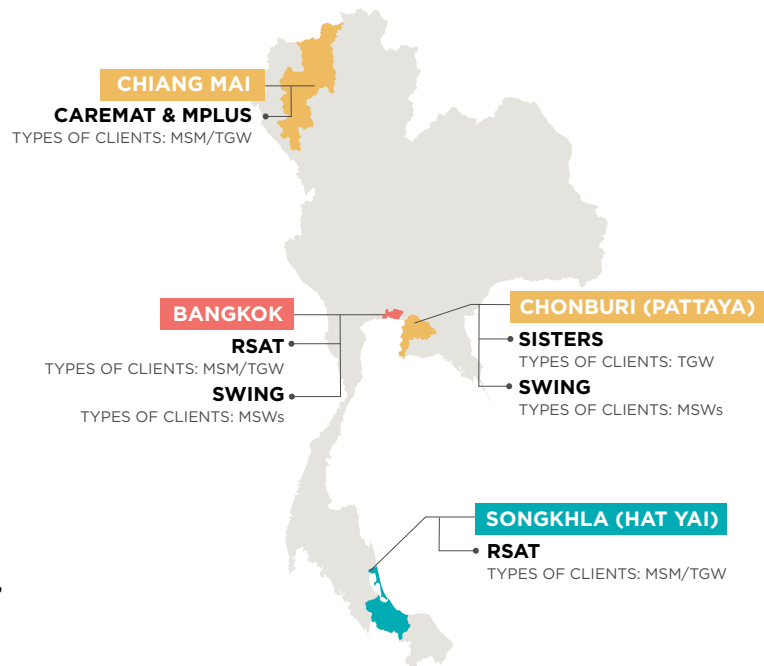 CHIANG MAI
CAREMAT & MPLUS
TYPES OF CLIENTS: MSM/TGW
BANGKOK
RSAT
TYPES OF CLIENTS: MSM/TGW
SWING
TYPES OF CLIENTS: MSWs
CHONBURI (PATTAYA)
SISTERS
TYPES OF CLIENTS: TGW
SWING
TYPES OF CLIENTS: MSWs
SONGKHLA (HAT YAI)
RSAT
TYPES OF CLIENTS: MSM/TGW